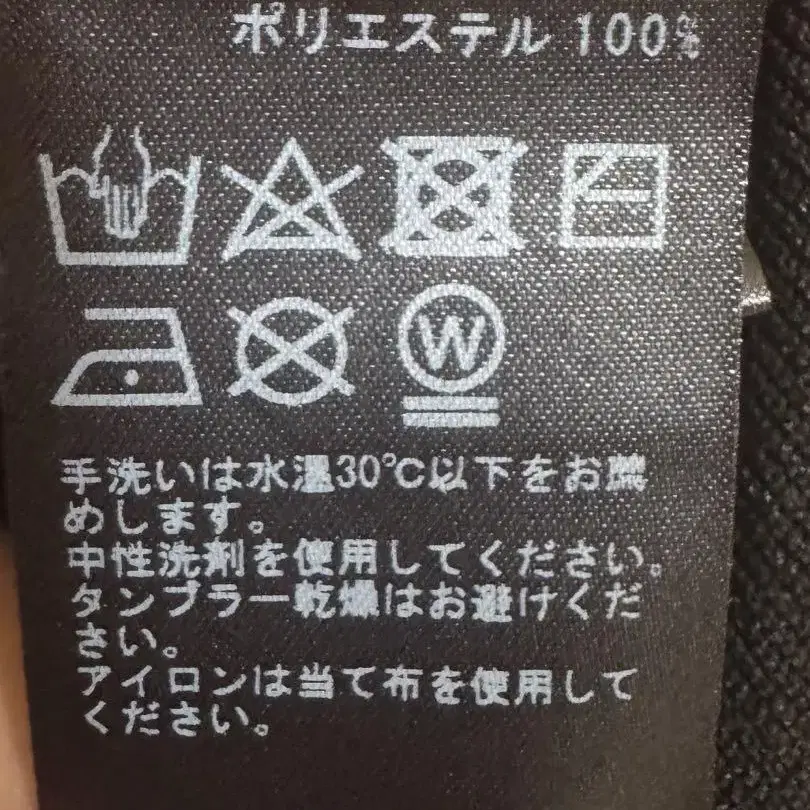 ポリエステル 100%
W
手洗いは水温30℃以下をお薦
めします。
中性洗剤を使用してください。
タンブラー乾燥はお避けくだ
さい。
アイロンは当て布を使用して
ください。